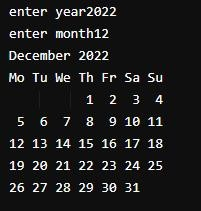 enter year2022
enter month12
December 2022
Mo Tu We Th Fr Sa Su
          1  2  3  4
 5  6  7  8  9 10 11
12 13 14 15 16 17 18
19 20 21 22 23 24 25
26 27 28 29 30 31